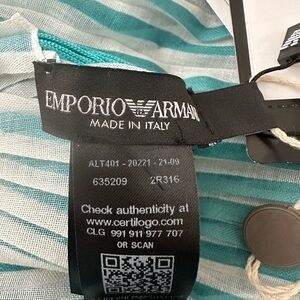 EMPORIO ARMANI
MADE IN ITALY
ALT401 - 20221 - 21-09
635209 2R316
Check authenticity at
www.certilogo.com
CLG 991 911 977 707
OR SCAN